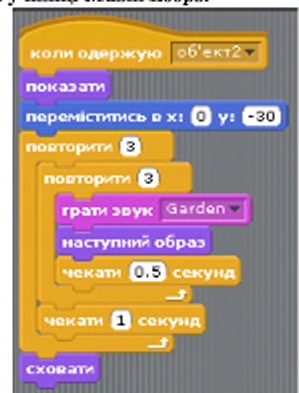 коли одержую об'ект2
показати
переміститись в x: 0 y: -30
повторити 3
повторити 3
грати звук Garden
наступний образ
чекати 0.5 секунд
чекати 1 секунд
сховати